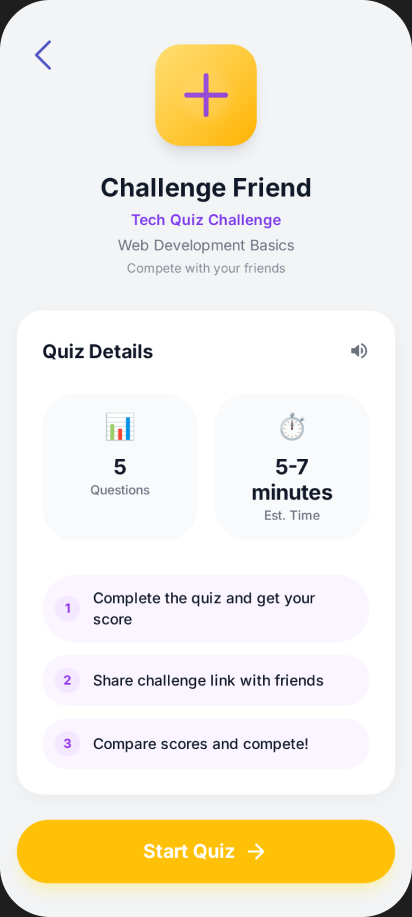 Challenge Friend
Tech Quiz Challenge
Web Development Basics
Compete with your friends
Quiz Details
5
Questions
5-7
minutes
Est. Time
1
Complete the quiz and get your
score
2
Share challenge link with friends
3
Compare scores and compete!
Start Quiz →